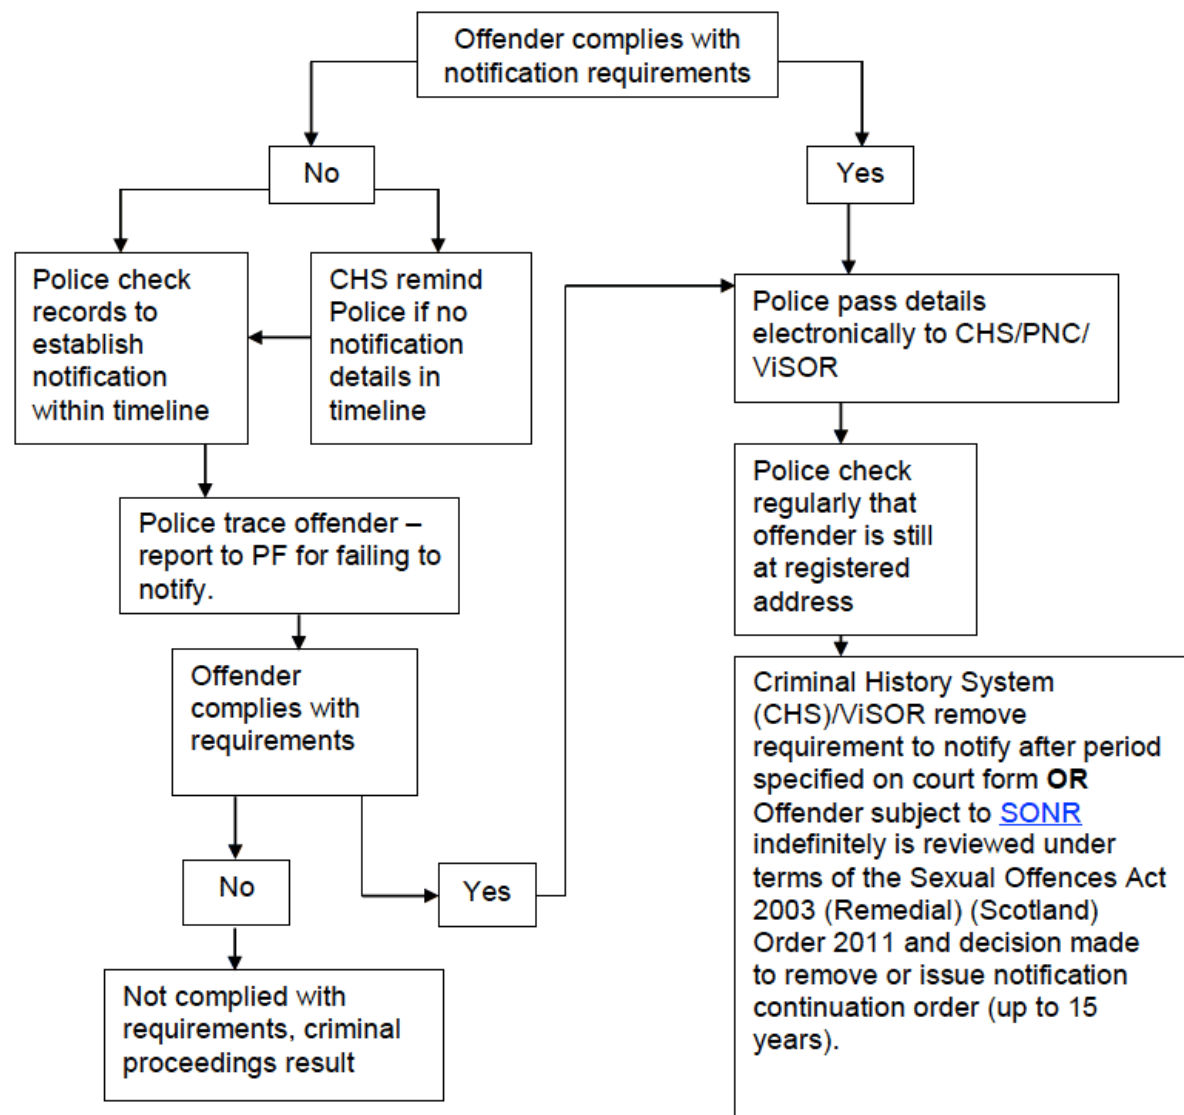 Offender complies with
notification requirements
No
Yes
Police check
records to
establish
notification
within timeline
CHS remind
Police if no
notification
details in
timeline
Police pass details
electronically to CHS/PNC/
ViSOR
Police trace offender –
report to PF for failing to
notify.
Police check
regularly that
offender is still
at registered
address
Offender
complies with
requirements
No
Yes
Not complied with
requirements, criminal
proceedings result
Criminal History System
(CHS)/ViSOR remove
requirement to notify after period
specified on court form OR
Offender subject to SONR
indefinitely is reviewed under
terms of the Sexual Offences Act
2003 (Remedial) (Scotland)
Order 2011 and decision made
to remove or issue notification
continuation order (up to 15
years).